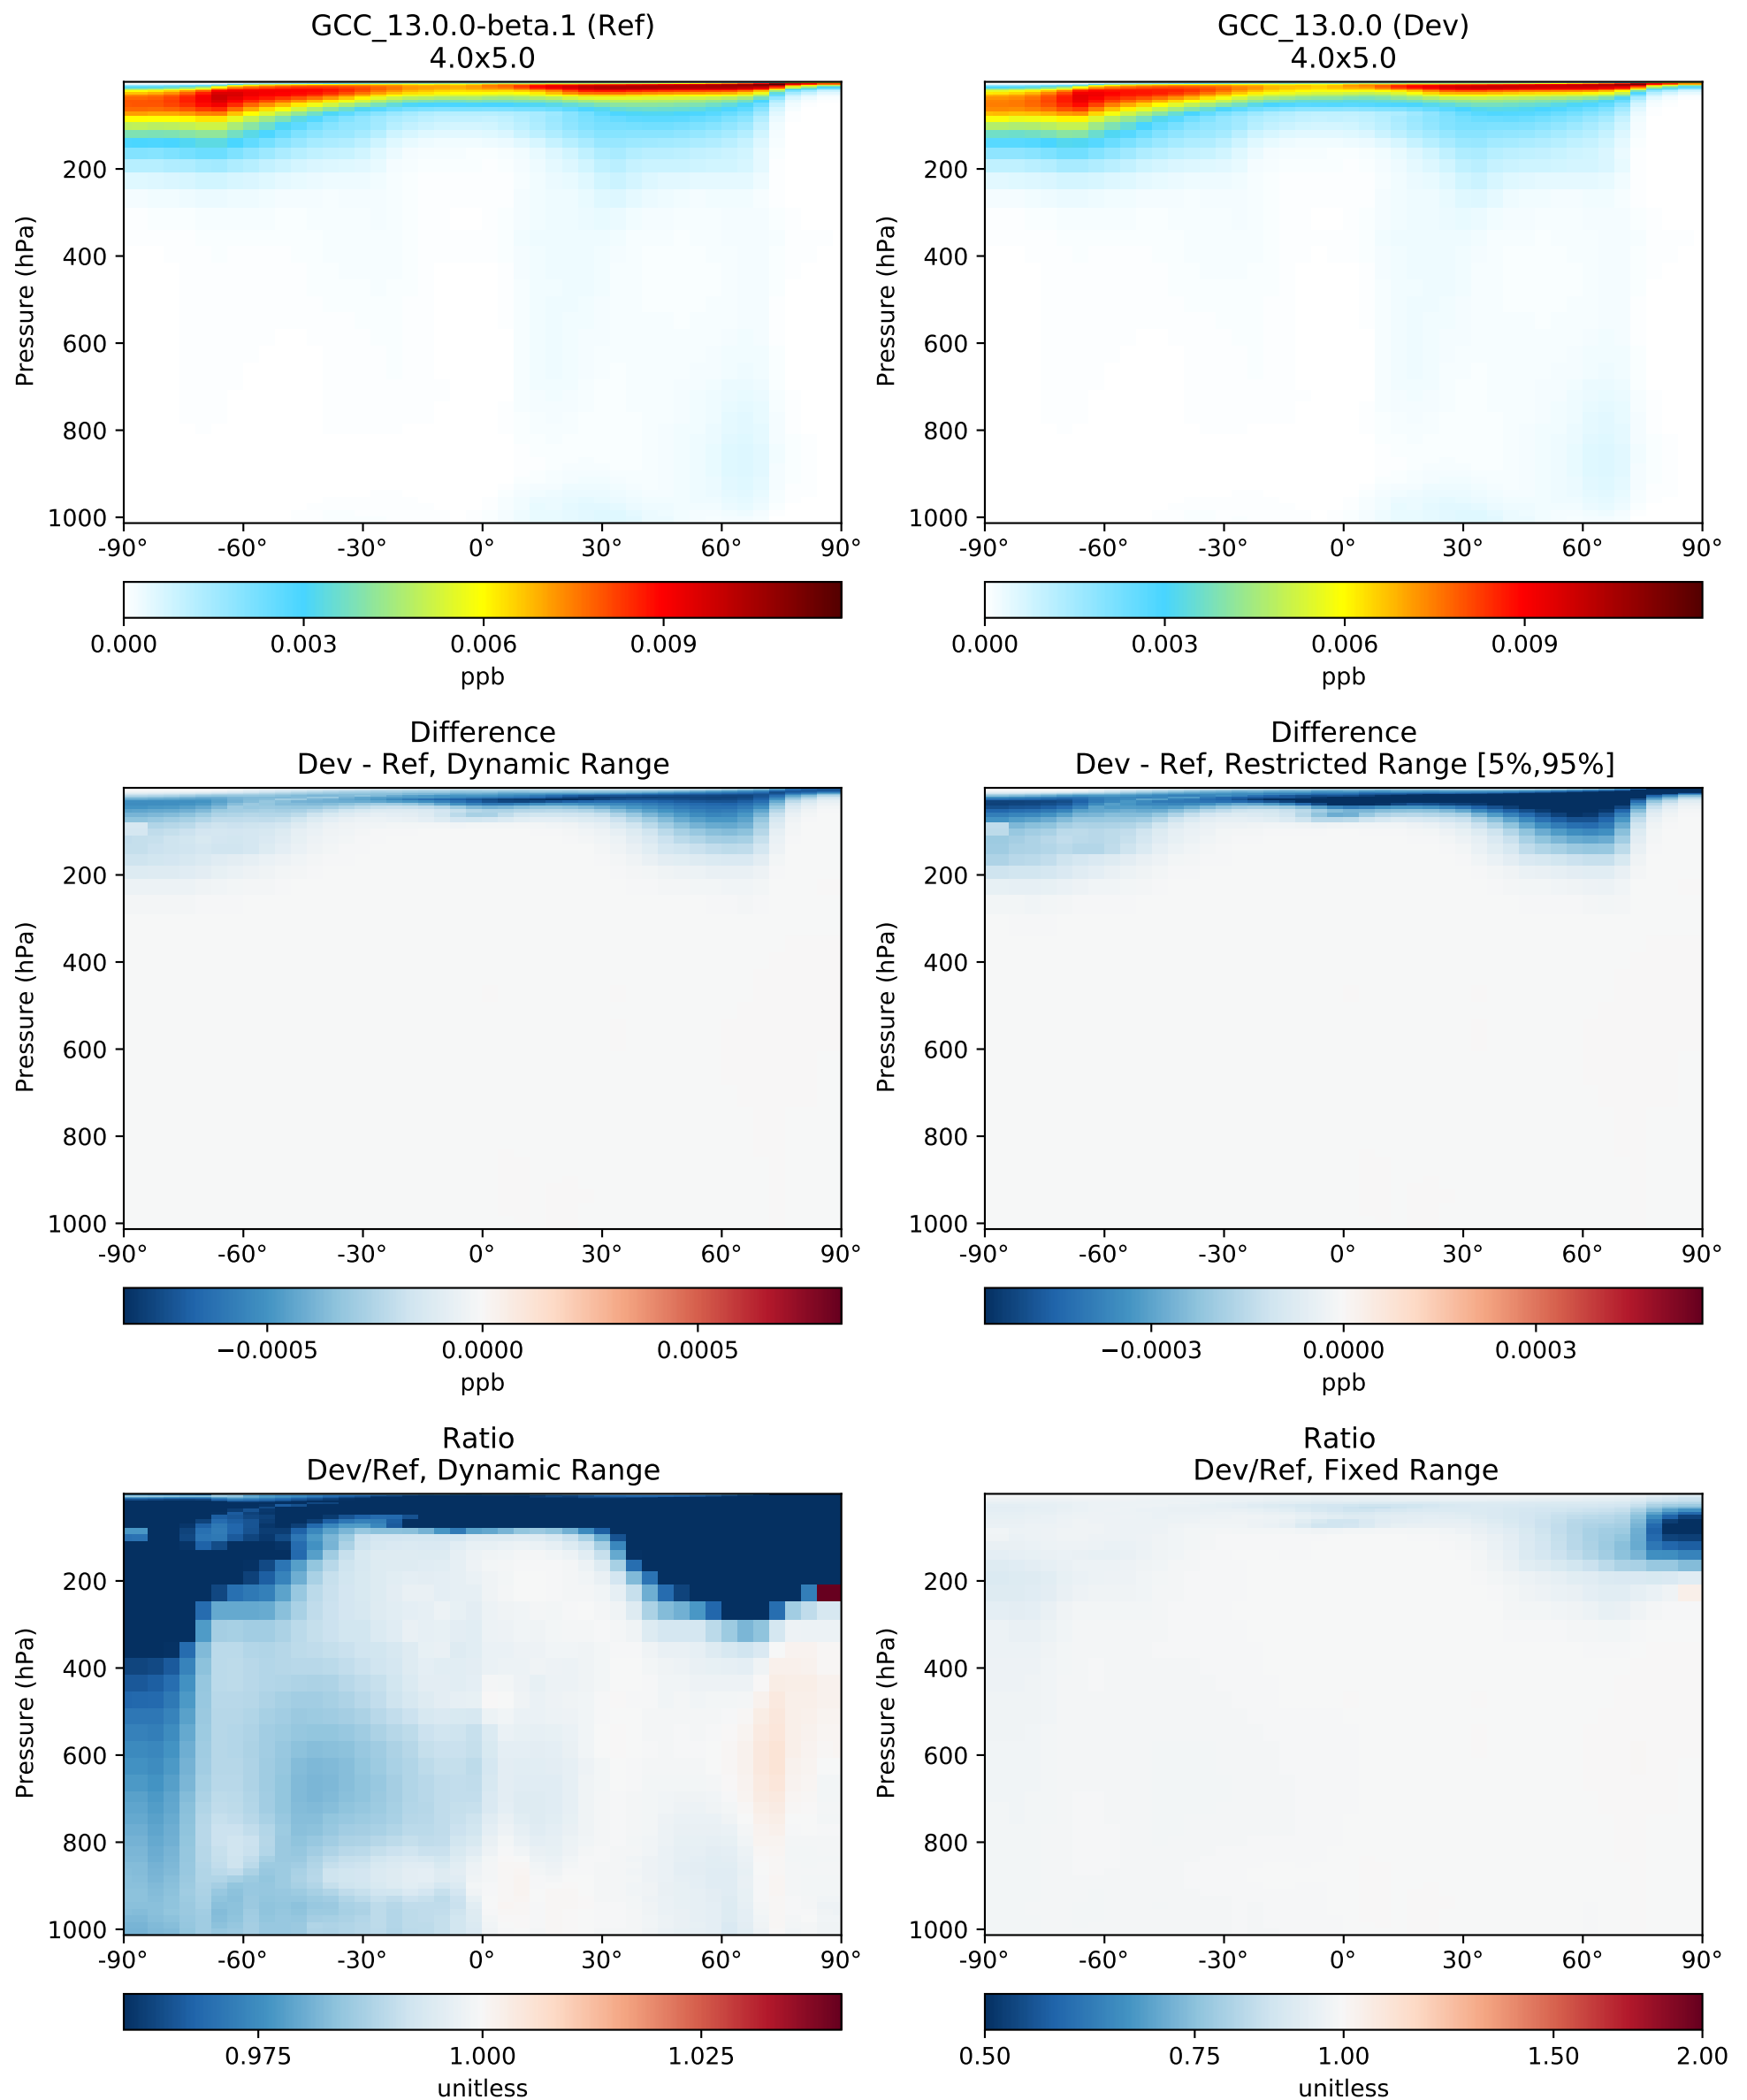 GCC_13.0.0-beta.1 (Ref)
4.0x5.0
GCC_13.0.0 (Dev)
4.0x5.0
Pressure (hPa)
200
400
600
800
1000
-90° -60° -30° 0° 30° 60° 90°
0.000 0.003 0.006 0.009
ppb
Pressure (hPa)
200
400
600
800
1000
-90° -60° -30° 0° 30° 60° 90°
0.000 0.003 0.006 0.009
ppb
Difference
Dev - Ref, Dynamic Range
Difference
Dev - Ref, Restricted Range [5%,95%]
Pressure (hPa)
200
400
600
800
1000
-90° -60° -30° 0° 30° 60° 90°
−0.0005 0.0000 0.0005
ppb
Pressure (hPa)
200
400
600
800
1000
-90° -60° -30° 0° 30° 60° 90°
−0.0003 0.0000 0.0003
ppb
Ratio
Dev/Ref, Dynamic Range
Ratio
Dev/Ref, Fixed Range
Pressure (hPa)
200
400
600
800
1000
-90° -60° -30° 0° 30° 60° 90°
0.975 1.000 1.025
unitless
Pressure (hPa)
200
400
600
800
1000
-90° -60° -30° 0° 30° 60° 90°
0.50 0.75 1.00 1.50 2.00
unitless